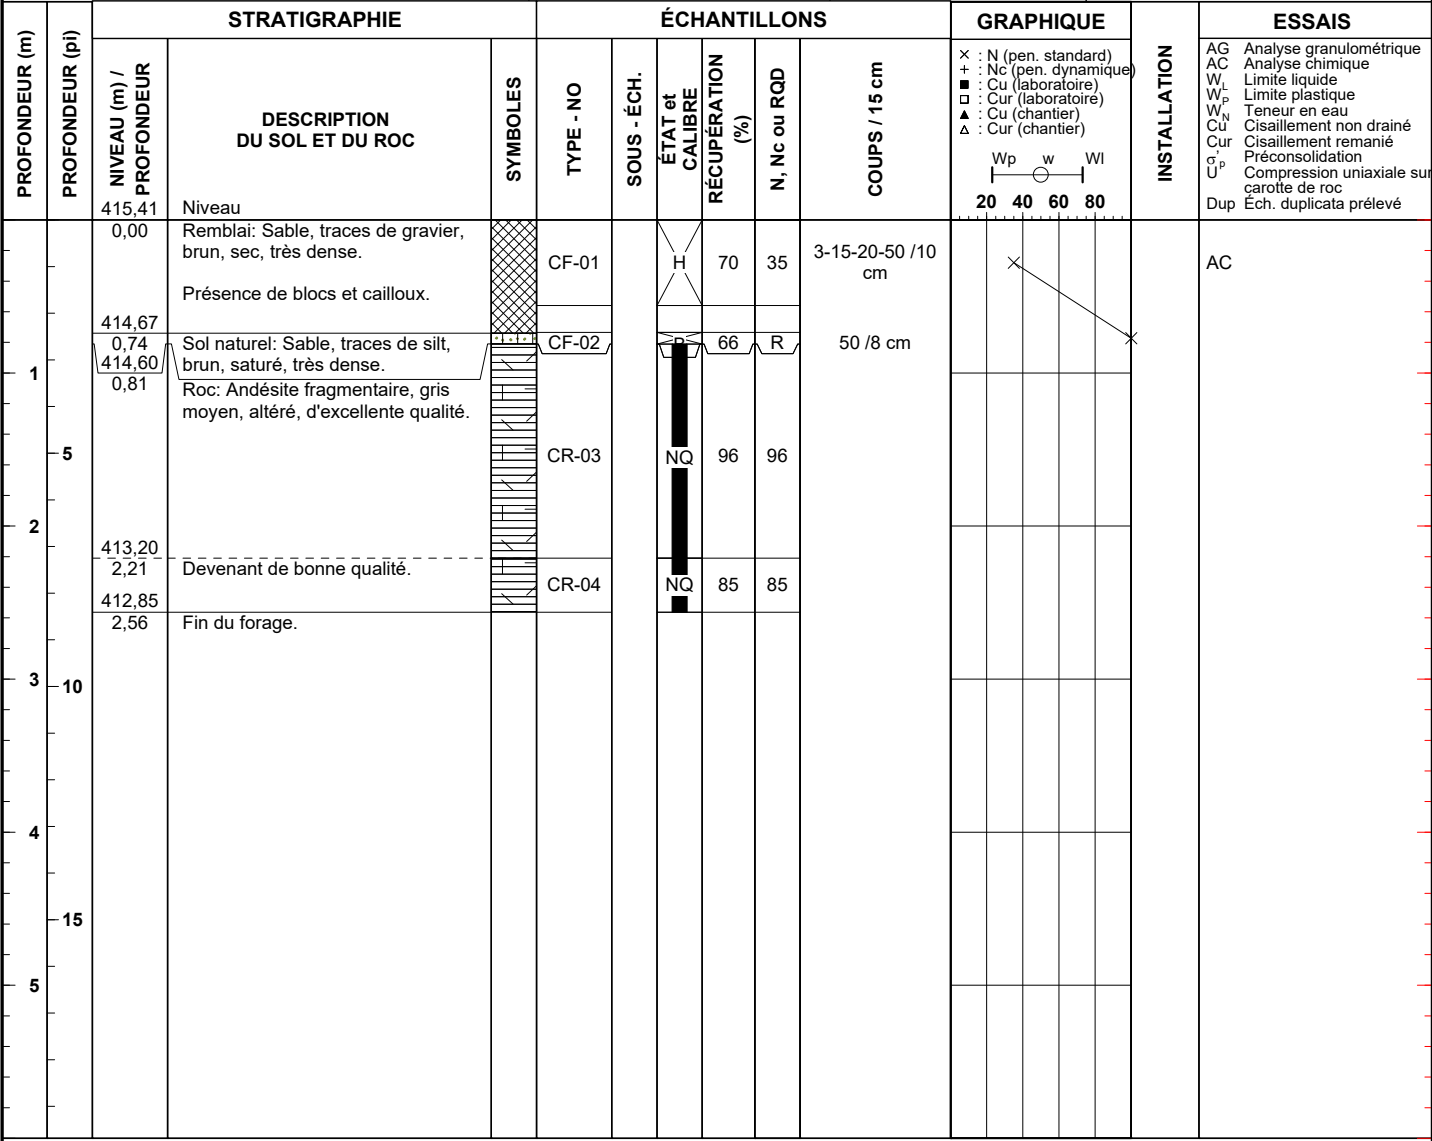 PROFONDEUR (m)
PROFONDEUR (pi)
STRATIGRAPHIE
ÉCHANTILLONS
GRAPHIQUE
INSTALLATION
ESSAIS
NIVEAU (m) /
PROFONDEUR
DESCRIPTION
DU SOL ET DU ROC
SYMBOLES
TYPE - NO
SOUS - ÉCH.
ÉTAT et
CALIBRE
RÉCUPÉRATION
(%)
N, Nc ou RQD
COUPS / 15 cm
× : N (pen. standard)
+ : Nc (pen. dynamique)
■ : Cu (laboratoire)
□ : Cur (laboratoire)
▲ : Cu (chantier)
△ : Cur (chantier)
Wp w Wl
20 40 60 80
AG Analyse granulométrique
AC Analyse chimique
WL Limite liquide
WP Limite plastique
WN Teneur en eau
Cu Cisaillement non drainé
Cur Cisaillement remanié
σ'p Préconsolidation
U Compression uniaxiale sur
carotte de roc
Dup Éch. duplicata prélevé
415,41 Niveau
0,00 Remblai: Sable, traces de gravier,
brun, sec, très dense.
Présence de blocs et cailloux.
CF-01 H 70 35 3-15-20-50 /10
cm
AC
414,67
0,74 Sol naturel: Sable, traces de silt,
414,60 brun, saturé, très dense.
CF-02 66 R 50 /8 cm
0,81 Roc: Andésite fragmentaire, gris
moyen, altéré, d'excellente qualité.
CR-03 NQ 96 96
413,20
2,21 Devenant de bonne qualité.
CR-04 NQ 85 85
412,85
2,56 Fin du forage.
1
5
2
3
10
4
15
5